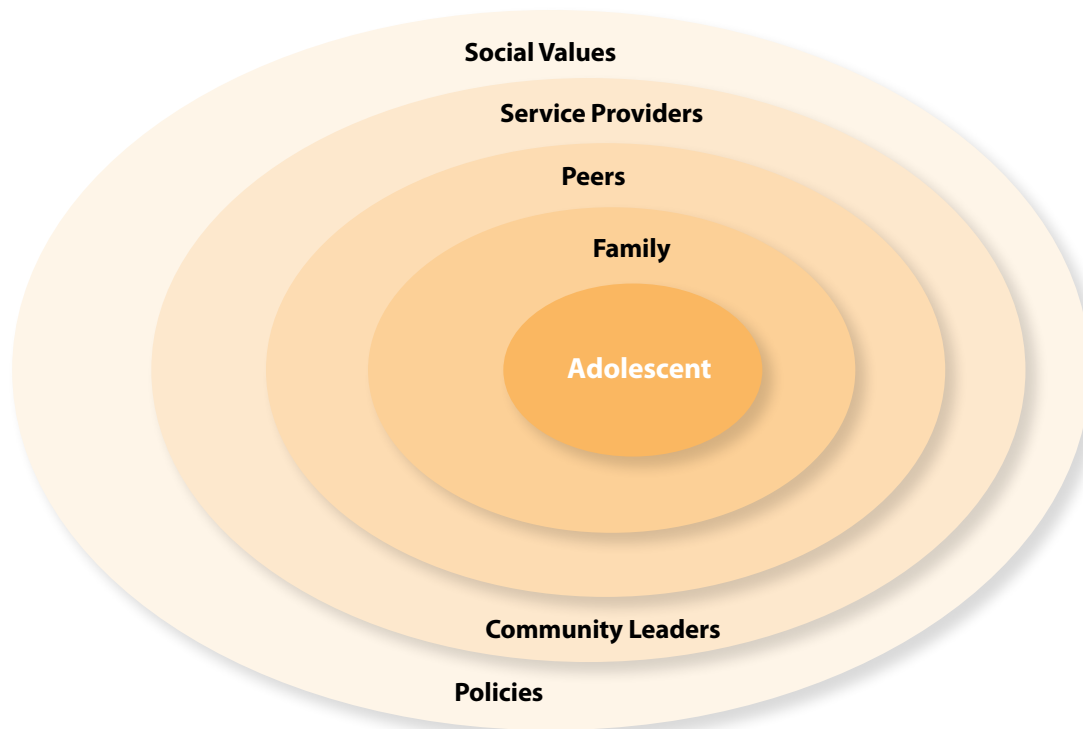 Social Values
Service Providers
Peers
Family
Adolescent
Community Leaders
Policies